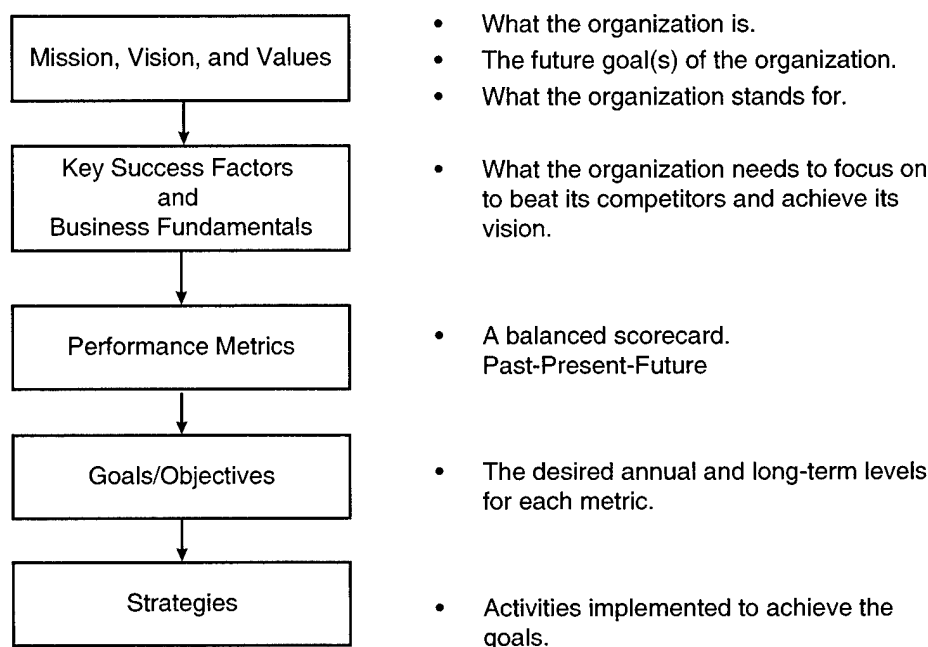 Mission, Vision, and Values
• What the organization is.
• The future goal(s) of the organization.
• What the organization stands for.
Key Success Factors
and
Business Fundamentals
• What the organization needs to focus on
to beat its competitors and achieve its
vision.
Performance Metrics
• A balanced scorecard.
Past-Present-Future
Goals/Objectives
• The desired annual and long-term levels
for each metric.
Strategies
• Activities implemented to achieve the
goals.